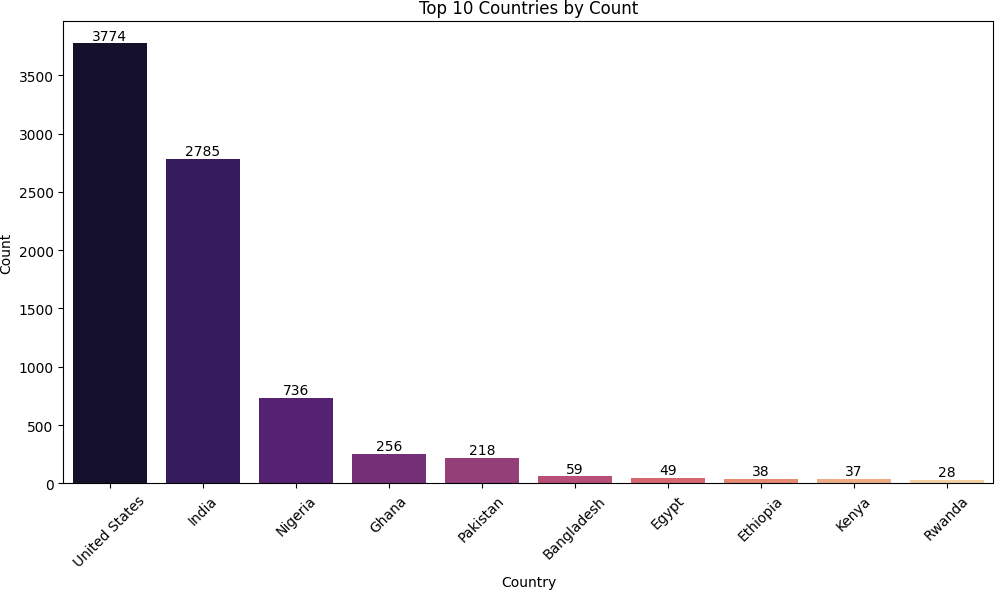 Top 10 Countries by Count
3774
2785
736
256
218
59
49
38
37
28
3500
3000
2500
2000
1500
1000
500
0
Count
United States
India
Nigeria
Ghana
Pakistan
Bangladesh
Egypt
Ethiopia
Kenya
Rwanda
Country